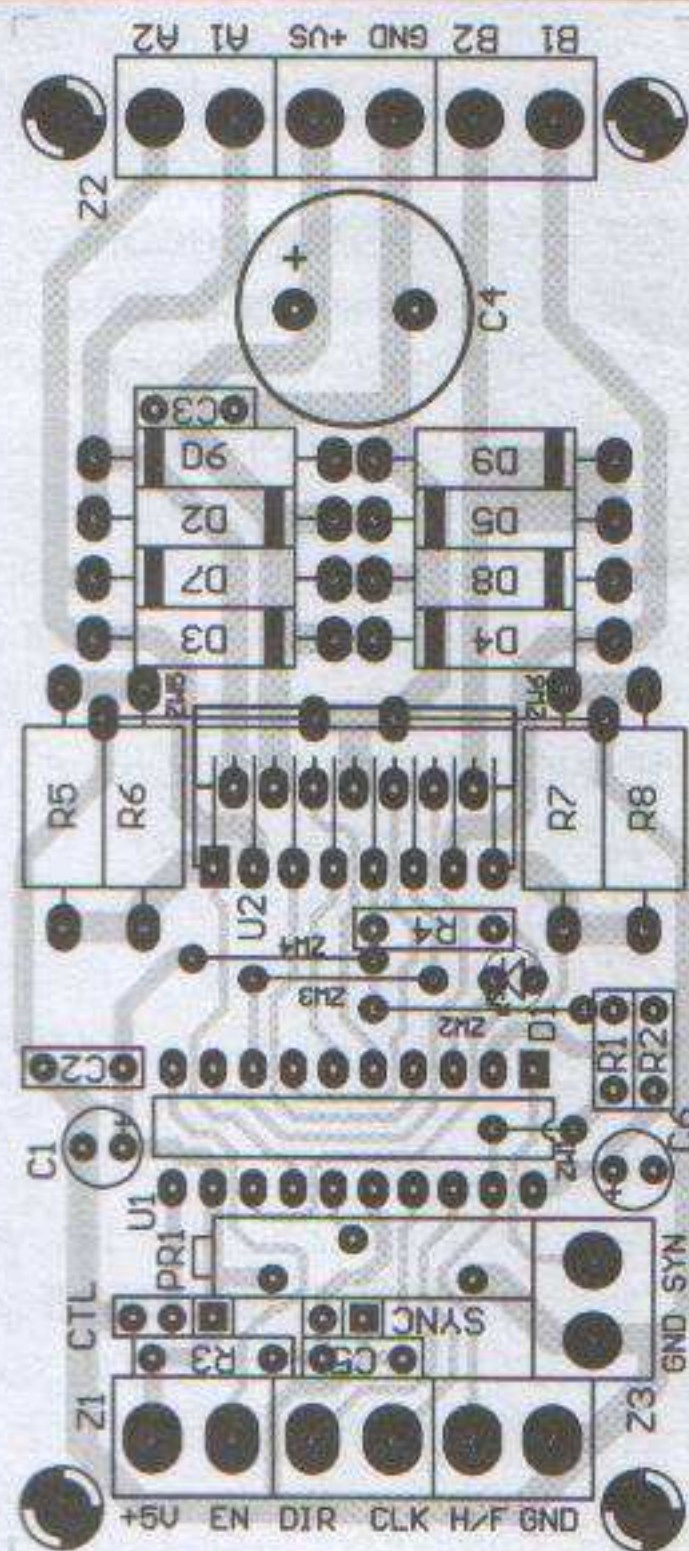 A2 A1 +VS GND B2 B1
Z2
C4
C3
D6 D9
D2 D5
D7 D8
D3 D4
ZW5 ZW6
R5 R6 R7 R8
U2
R4
ZW4
ZW3
ZW2
D1
R1 R2
C2
C1
C6
U1
PR1
CTL
SYNC
R3 C5
GND SYN
Z1 Z3
+5V EN DIR CLK H/F GND